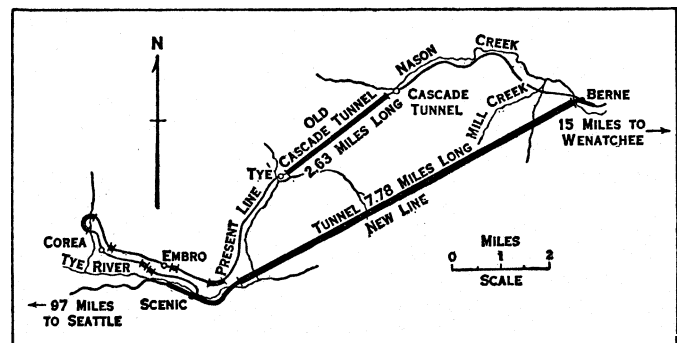 N
NASON
CREEK
OLD
CASCADE TUNNEL
2.63 MILES LONG
CASCADE
TUNNEL
MILL CREEK
BERNE
15 MILES TO
WENATCHEE →
TYE
PRESENT LINE
TUNNEL 7.78 MILES LONG
NEW LINE
COREA
EMBRO
TYE RIVER
SCENIC
← 97 MILES
TO SEATTLE
MILES
0 1 2
SCALE